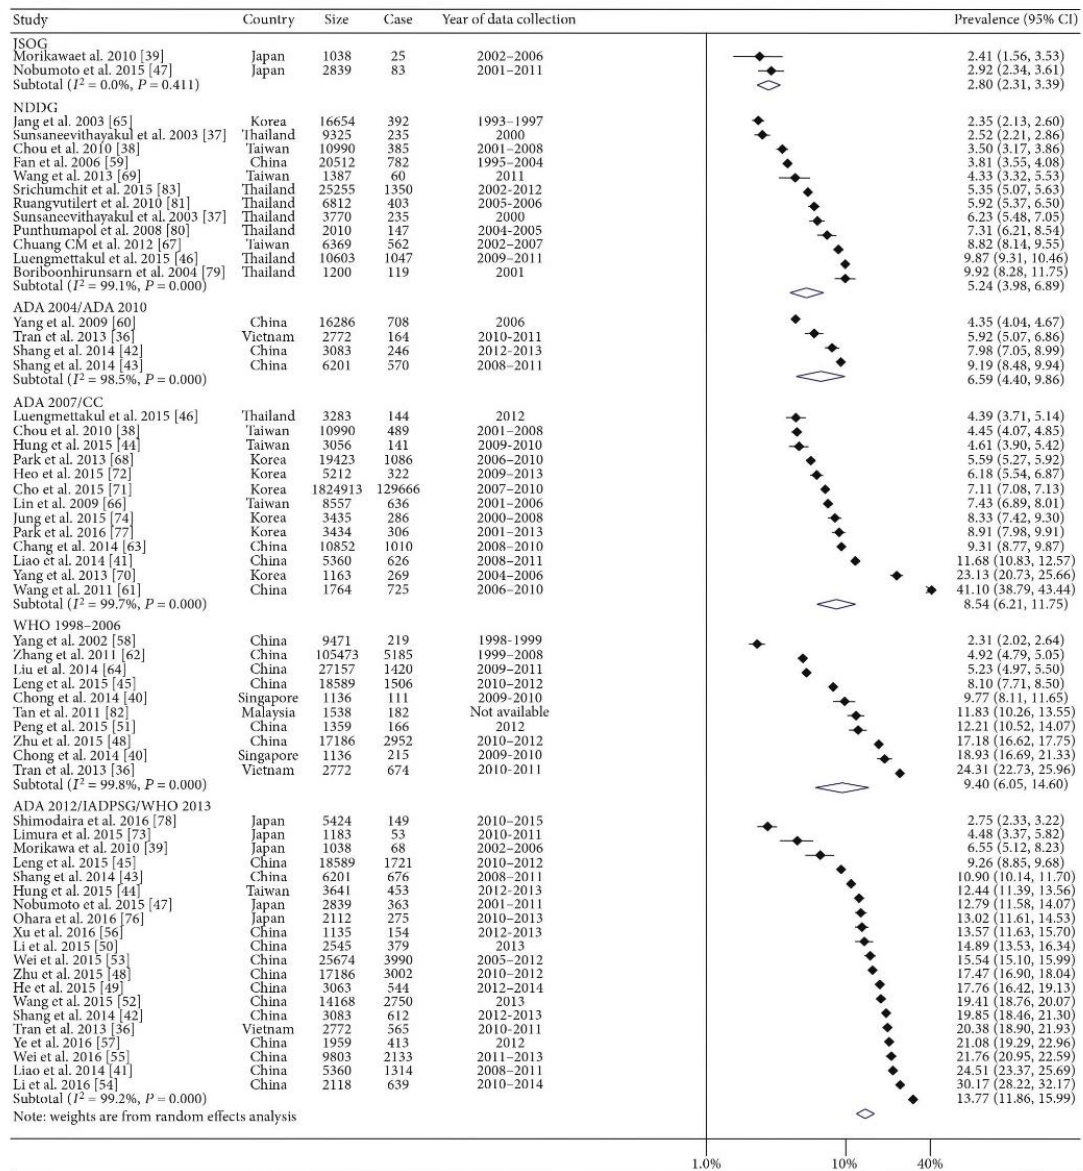 Study Country Size Case Year of data collection Prevalence (95% CI)
JSOG
Morikawaet al. 2010 [39] Japan 1038 25 2002–2006 2.41 (1.56, 3.53)
Nobumoto et al. 2015 [47] Japan 2839 83 2001–2011 2.92 (2.34, 3.61)
Subtotal (I² = 0.0%, P = 0.411) 2.80 (2.31, 3.39)
NDDG
Jang et al. 2003 [65] Korea 16654 392 1993–1997 2.35 (2.13, 2.60)
Sunsaneevithayakul et al. 2003 [37] Thailand 9325 235 2000 2.52 (2.21, 2.86)
Chou et al. 2010 [38] Taiwan 10990 385 2001–2008 3.50 (3.17, 3.86)
Fan et al. 2006 [59] China 20512 782 1995–2004 3.81 (3.55, 4.08)
Wang et al. 2013 [69] Taiwan 1387 60 2011 4.33 (3.32, 5.53)
Srichumchit et al. 2015 [83] Thailand 25255 1350 2002-2012 5.35 (5.07, 5.63)
Ruangvutilert et al. 2010 [81] Thailand 6812 403 2005-2006 5.92 (5.37, 6.50)
Sunsaneevithayakul et al. 2003 [37] Thailand 3770 235 2000 6.23 (5.48, 7.05)
Punthumapol et al. 2008 [80] Thailand 2010 147 2004-2005 7.31 (6.21, 8.54)
Chuang CM et al. 2012 [67] Taiwan 6369 562 2002–2007 8.82 (8.14, 9.55)
Luengmettakul et al. 2015 [46] Thailand 10603 1047 2009–2011 9.87 (9.31, 10.46)
Boriboonhirunsarn et al. 2004 [79] Thailand 1200 119 2001 9.92 (8.28, 11.75)
Subtotal (I² = 99.1%, P = 0.000) 5.24 (3.98, 6.89)
ADA 2004/ADA 2010
Yang et al. 2009 [60] China 16286 708 2006 4.35 (4.04, 4.67)
Tran et al. 2013 [36] Vietnam 2772 164 2010-2011 5.92 (5.07, 6.86)
Shang et al. 2014 [42] China 3083 246 2012-2013 7.98 (7.05, 8.99)
Shang et al. 2014 [43] China 6201 570 2008–2011 9.19 (8.48, 9.94)
Subtotal (I² = 98.5%, P = 0.000) 6.59 (4.40, 9.86)
ADA 2007/CC
Luengmettakul et al. 2015 [46] Thailand 3283 144 2012 4.39 (3.71, 5.14)
Chou et al. 2010 [38] Taiwan 10990 489 2001–2008 4.45 (4.07, 4.85)
Hung et al. 2015 [44] Taiwan 3056 141 2009-2010 4.61 (3.90, 5.42)
Park et al. 2013 [68] Korea 19423 1086 2006–2010 5.59 (5.27, 5.92)
Heo et al. 2015 [72] Korea 5212 322 2009–2013 6.18 (5.54, 6.87)
Cho et al. 2015 [71] Korea 1824913 129666 2007–2010 7.11 (7.08, 7.13)
Lin et al. 2009 [66] Taiwan 8557 636 2001–2006 7.43 (6.89, 8.01)
Jung et al. 2015 [74] Korea 3435 286 2000–2008 8.33 (7.42, 9.30)
Park et al. 2016 [77] Korea 3434 306 2001–2013 8.91 (7.98, 9.91)
Chang et al. 2014 [63] China 10852 1010 2008–2010 9.31 (8.77, 9.87)
Liao et al. 2014 [41] China 5360 626 2008–2011 11.68 (10.83, 12.57)
Yang et al. 2013 [70] Korea 1163 269 2004–2006 23.13 (20.73, 25.66)
Wang et al. 2011 [61] China 1764 725 2006–2010 41.10 (38.79, 43.44)
Subtotal (I² = 99.7%, P = 0.000) 8.54 (6.21, 11.75)
WHO 1998–2006
Yang et al. 2002 [58] China 9471 219 1998-1999 2.31 (2.02, 2.64)
Zhang et al. 2011 [62] China 105473 5185 1999–2008 4.92 (4.79, 5.05)
Liu et al. 2014 [64] China 27157 1420 2009–2011 5.23 (4.97, 5.50)
Leng et al. 2015 [45] China 18589 1506 2010–2012 8.10 (7.71, 8.50)
Chong et al. 2014 [40] Singapore 1136 111 2009-2010 9.77 (8.11, 11.65)
Tan et al. 2011 [82] Malaysia 1538 182 Not available 11.83 (10.26, 13.55)
Peng et al. 2015 [51] China 1359 166 2012 12.21 (10.52, 14.07)
Zhu et al. 2015 [48] China 17186 2952 2010–2012 17.18 (16.62, 17.75)
Chong et al. 2014 [40] Singapore 1136 215 2009-2010 18.93 (16.69, 21.33)
Tran et al. 2013 [36] Vietnam 2772 674 2010-2011 24.31 (22.73, 25.96)
Subtotal (I² = 99.8%, P = 0.000) 9.40 (6.05, 14.60)
ADA 2012/IADPSG/WHO 2013
Shimodaira et al. 2016 [78] Japan 5424 149 2010–2015 2.75 (2.33, 3.22)
Limura et al. 2015 [73] Japan 1183 53 2010-2011 4.48 (3.37, 5.82)
Morikawa et al. 2010 [39] Japan 1038 68 2002–2006 6.55 (5.12, 8.23)
Leng et al. 2015 [45] China 18589 1721 2010–2012 9.26 (8.85, 9.68)
Shang et al. 2014 [43] China 6201 676 2008–2011 10.90 (10.14, 11.70)
Hung et al. 2015 [44] Taiwan 3641 453 2012-2013 12.44 (11.39, 13.56)
Nobumoto et al. 2015 [47] Japan 2839 363 2001–2011 12.79 (11.58, 14.07)
Ohara et al. 2016 [76] Japan 2112 275 2010–2013 13.02 (11.61, 14.53)
Xu et al. 2016 [56] China 1135 154 2012-2013 13.57 (11.63, 15.70)
Li et al. 2015 [50] China 2545 379 2013 14.89 (13.53, 16.34)
Wei et al. 2015 [53] China 25674 3990 2005–2012 15.54 (15.10, 15.99)
Zhu et al. 2015 [48] China 17186 3002 2010–2012 17.47 (16.90, 18.04)
He et al. 2015 [49] China 3063 544 2012–2014 17.76 (16.42, 19.13)
Wang et al. 2015 [52] China 14168 2750 2013 19.41 (18.76, 20.07)
Shang et al. 2014 [42] China 3083 612 2012-2013 19.85 (18.46, 21.30)
Tran et al. 2013 [36] Vietnam 2772 565 2010-2011 20.38 (18.90, 21.93)
Ye et al. 2016 [57] China 1959 413 2012 21.08 (19.29, 22.96)
Wei et al. 2016 [55] China 9803 2133 2011–2013 21.76 (20.95, 22.59)
Liao et al. 2014 [41] China 5360 1314 2008–2011 24.51 (23.37, 25.69)
Li et al. 2016 [54] China 2118 639 2010–2014 30.17 (28.22, 32.17)
Subtotal (I² = 99.2%, P = 0.000) 13.77 (11.86, 15.99)
Note: weights are from random effects analysis
1.0% 10% 40%